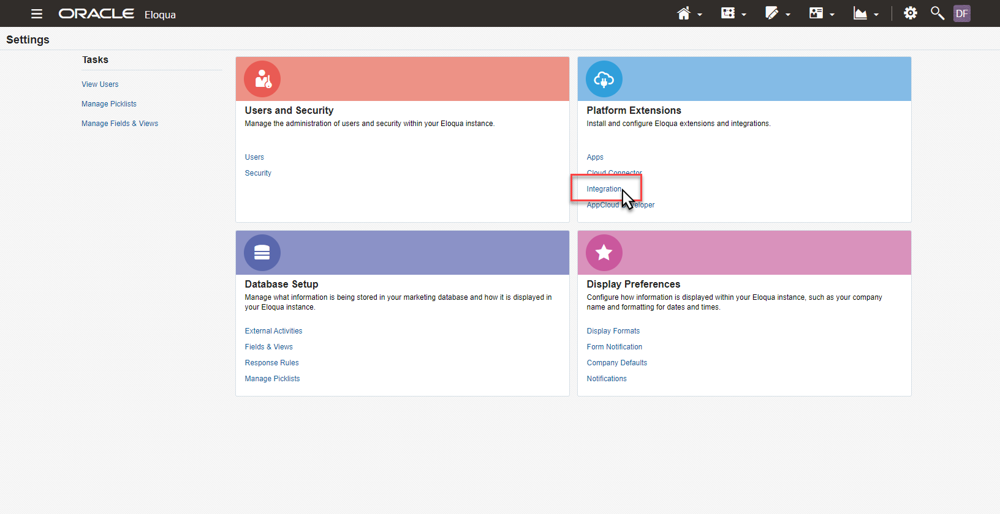 ORACLE Eloqua
DF
Settings
Tasks
View Users
Manage Picklists
Manage Fields & Views
Users and Security
Manage the administration of users and security within your Eloqua instance.
Users
Security
Platform Extensions
Install and configure Eloqua extensions and integrations.
Apps
Cloud Connector
Integration
AppCloud Developer
Database Setup
Manage what information is being stored in your marketing database and how it is displayed in
your Eloqua instance.
External Activities
Fields & Views
Response Rules
Manage Picklists
Display Preferences
Configure how information is displayed within your Eloqua instance, such as your company
name and formatting for dates and times.
Display Formats
Form Notification
Company Defaults
Notifications